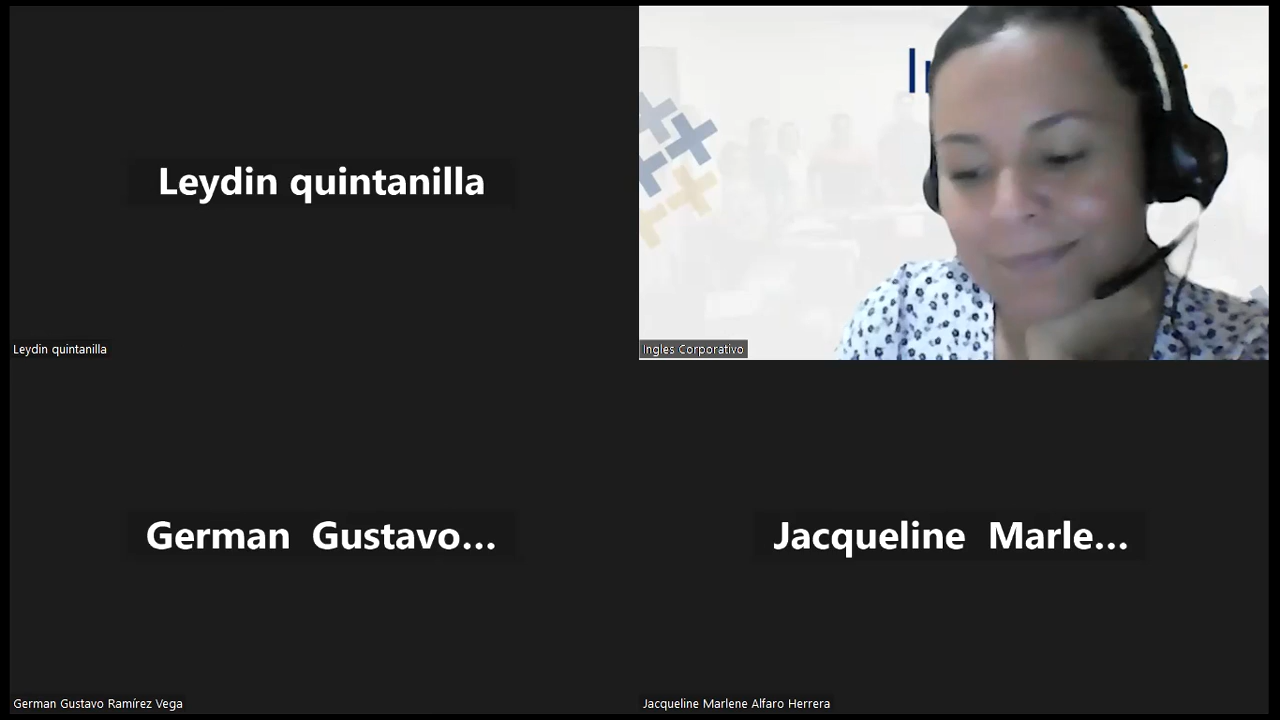 Leydin quintanilla
Leydin quintanilla
Ingles Corporativo
German Gustavo...
Jacqueline Marle...
German Gustavo Ramírez Vega
Jacqueline Marlene Alfaro Herrera